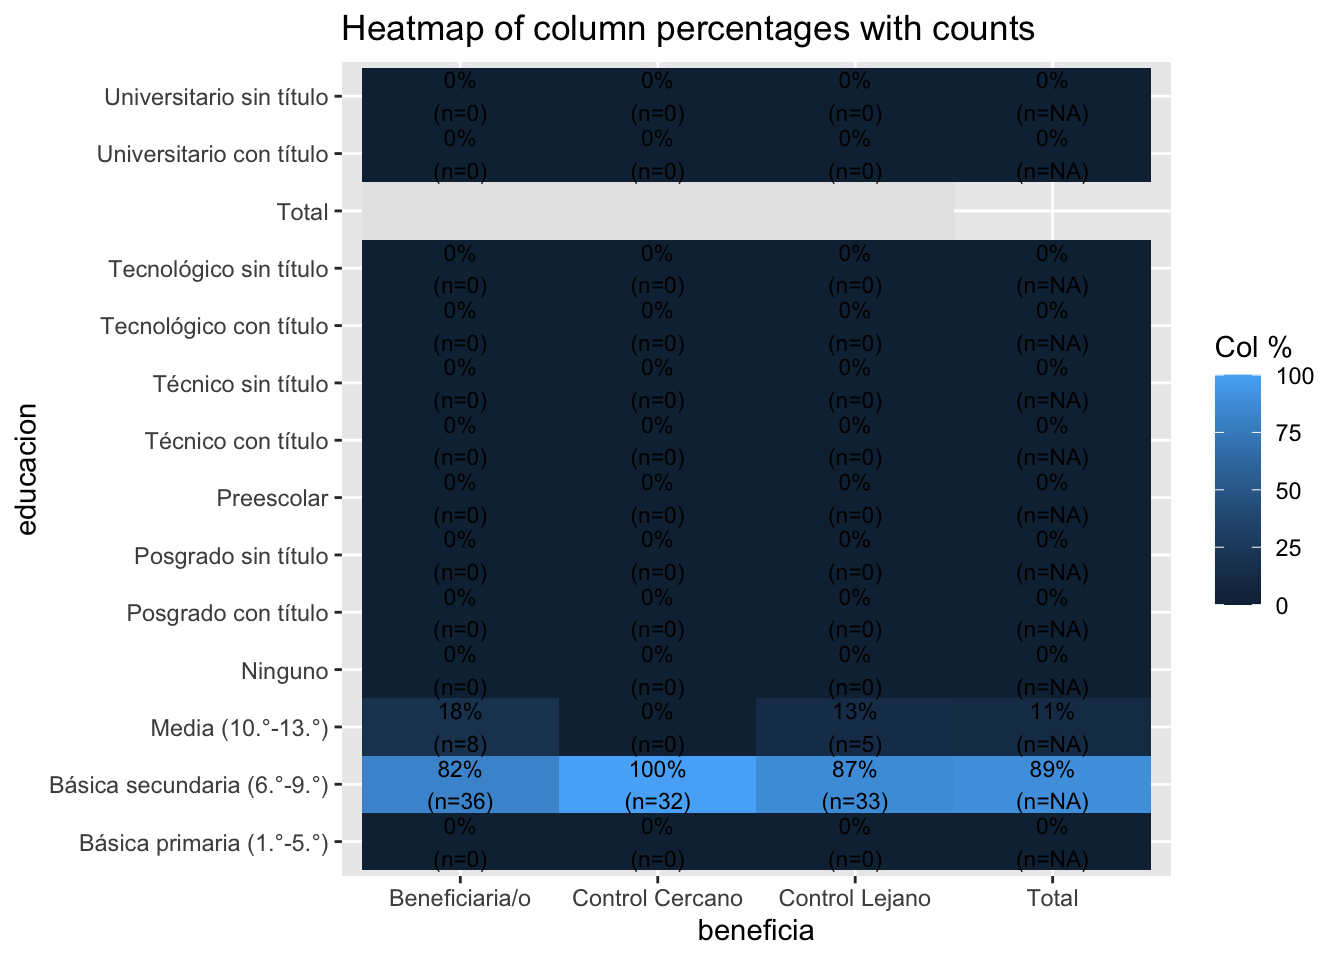 Heatmap of column percentages with counts
Universitario sin título
0% 0% 0% 0%
(n=0) (n=0) (n=0) (n=NA)
Universitario con título
0% 0% 0% 0%
(n=0) (n=0) (n=0) (n=NA)
Total
Tecnológico sin título
0% 0% 0% 0%
(n=0) (n=0) (n=0) (n=NA)
Tecnológico con título
0% 0% 0% 0%
(n=0) (n=0) (n=0) (n=NA)
Técnico sin título
0% 0% 0% 0%
(n=0) (n=0) (n=0) (n=NA)
Técnico con título
0% 0% 0% 0%
(n=0) (n=0) (n=0) (n=NA)
Preescolar
0% 0% 0% 0%
(n=0) (n=0) (n=0) (n=NA)
Posgrado sin título
0% 0% 0% 0%
(n=0) (n=0) (n=0) (n=NA)
Posgrado con título
0% 0% 0% 0%
(n=0) (n=0) (n=0) (n=NA)
Ninguno
0% 0% 0% 0%
(n=0) (n=0) (n=0) (n=NA)
Media (10.°-13.°)
18% 0% 13% 11%
(n=8) (n=0) (n=5) (n=NA)
Básica secundaria (6.°-9.°)
82% 100% 87% 89%
(n=36) (n=32) (n=33) (n=NA)
Básica primaria (1.°-5.°)
0% 0% 0% 0%
(n=0) (n=0) (n=0) (n=NA)
Beneficiaria/o Control Cercano Control Lejano Total
beneficia
educacion
Col %
100
75
50
25
0